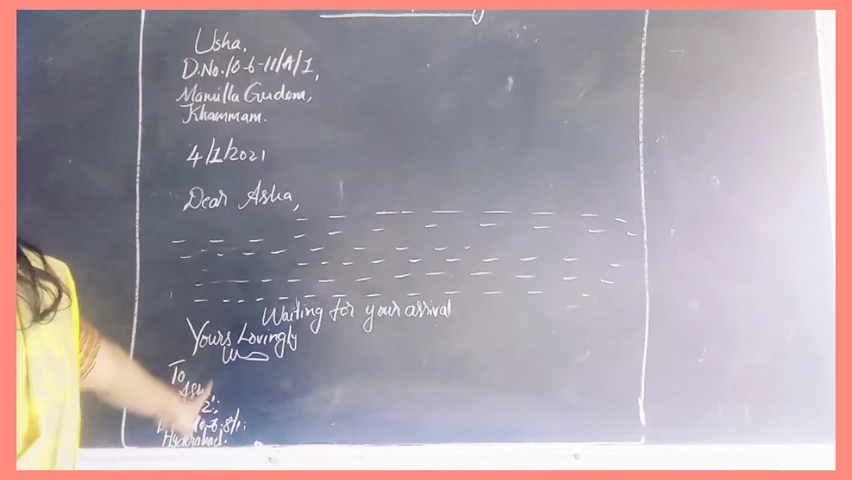 Usha,
D.No.10-6-11/A/1,
Mamilla Gudem,
Khammam.
4/1/2021
Dear Asha,
Waiting for your arrival
Yours Lovingly
To
Hyderabad.